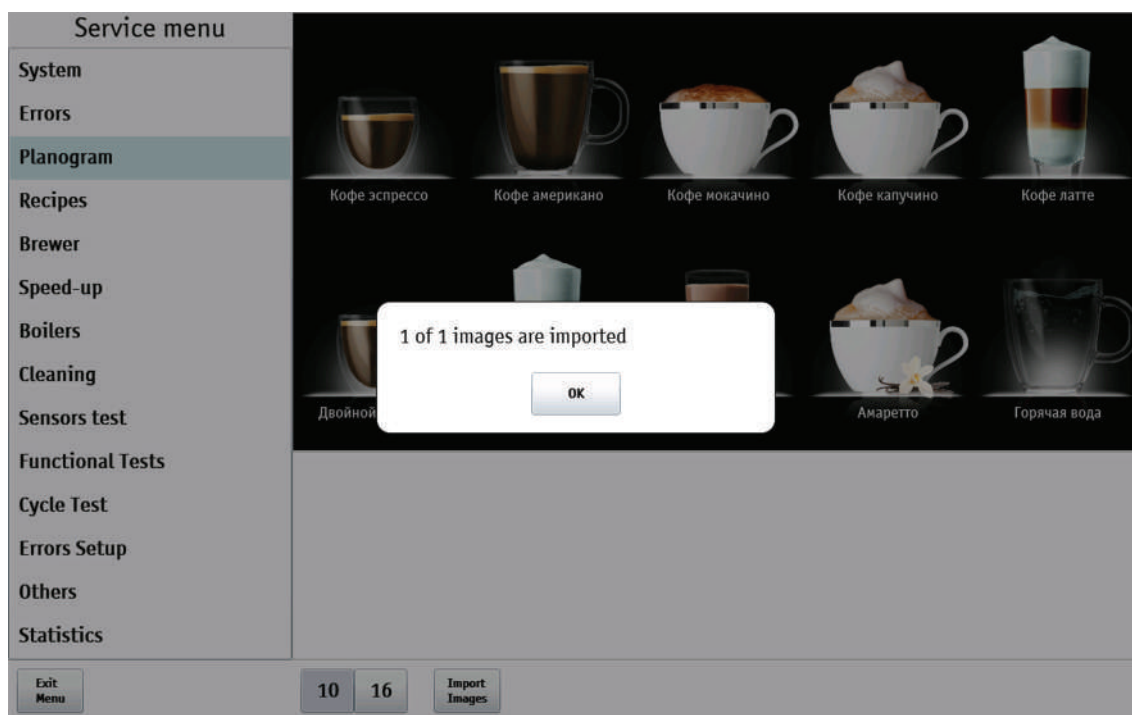 Service menu
System
Errors
Planogram
Recipes
Brewer
Speed-up
Boilers
Cleaning
Sensors test
Functional Tests
Cycle Test
Errors Setup
Others
Statistics
Exit
Menu
Кофе эспрессо
Кофе американо
Кофе мокачино
Кофе капучино
Кофе латте
1 of 1 images are imported
OK
Двойной
Амаретто
Горячая вода
10
16
Import
Images